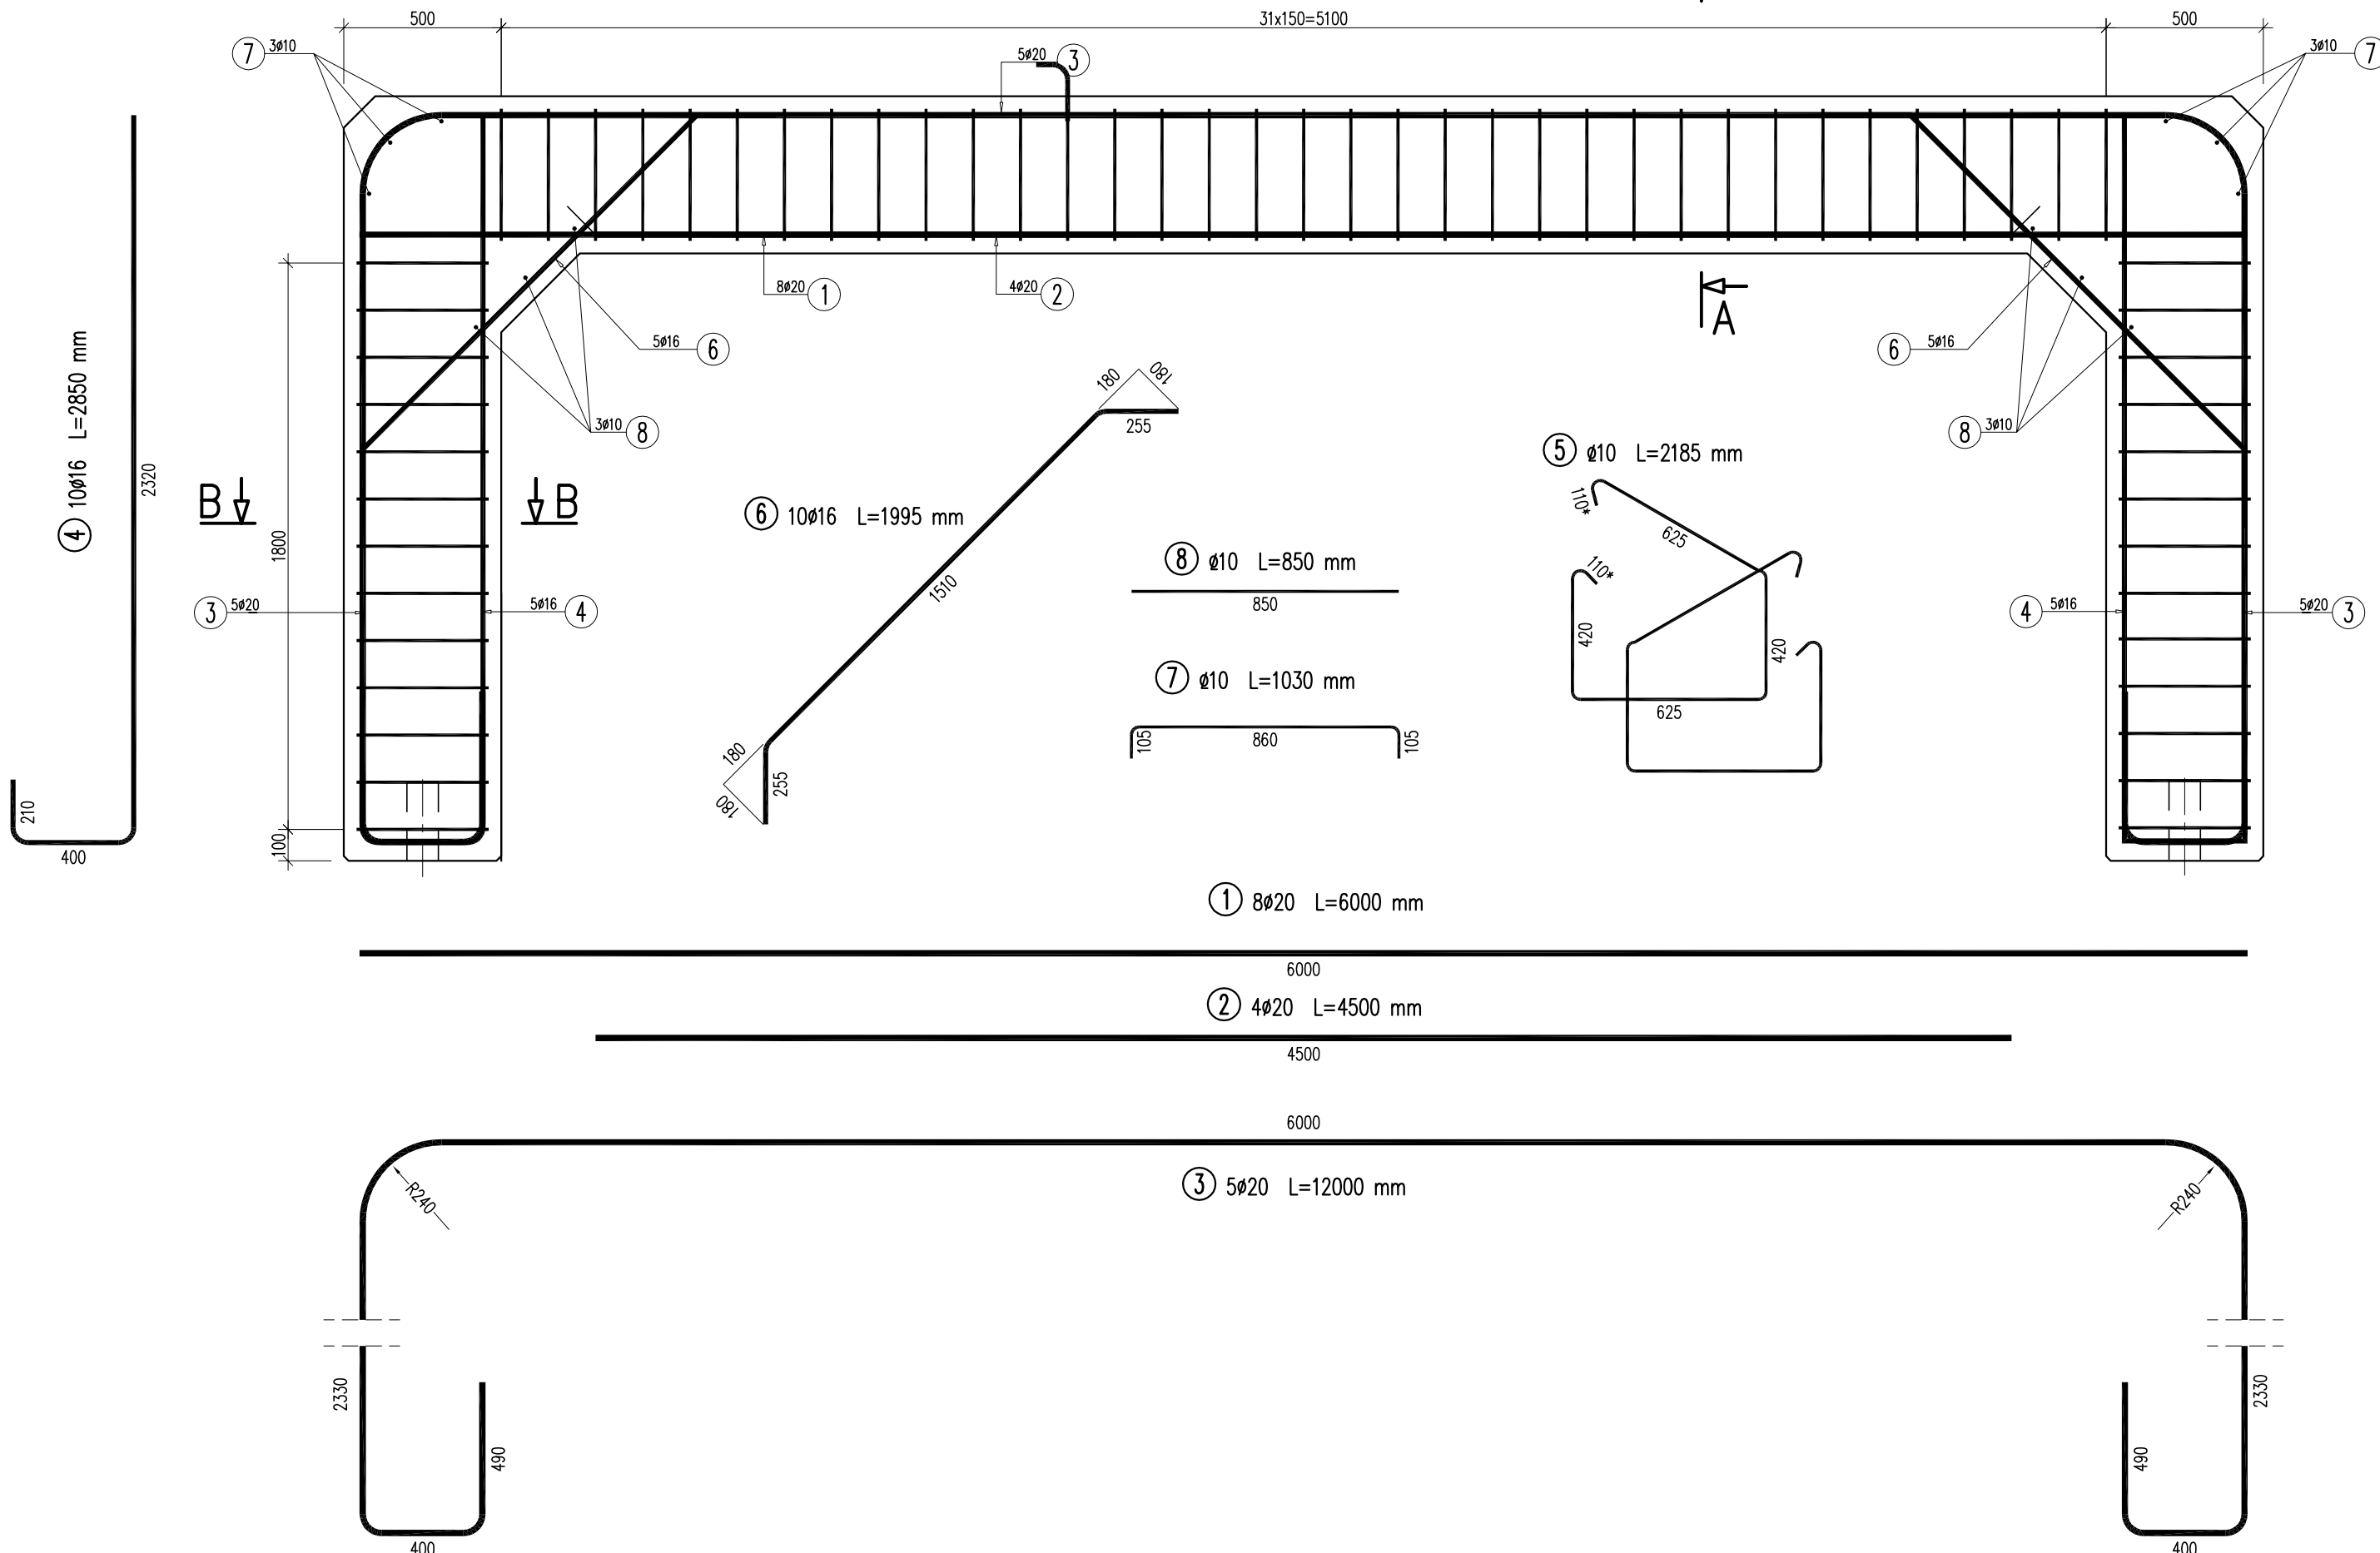 500
31x150=5100
500
7
3ø10
5ø20
3
3ø10
7
8ø20
1
4ø20
2
A
5ø16
6
6
5ø16
3ø10
8
8
3ø10
4
10ø16 L=2850 mm
2320
210
400
B
B
1800
100
3
5ø20
5ø16
4
4
5ø16
5ø20
3
6
10ø16 L=1995 mm
180
180
255
1510
180
180
255
8
ø10 L=850 mm
850
7
ø10 L=1030 mm
105
860
105
5
ø10 L=2185 mm
110*
625
110*
420
420
625
1
8ø20 L=6000 mm
6000
2
4ø20 L=4500 mm
4500
6000
3
5ø20 L=12000 mm
R240
R240
2330
490
400
2330
490
400